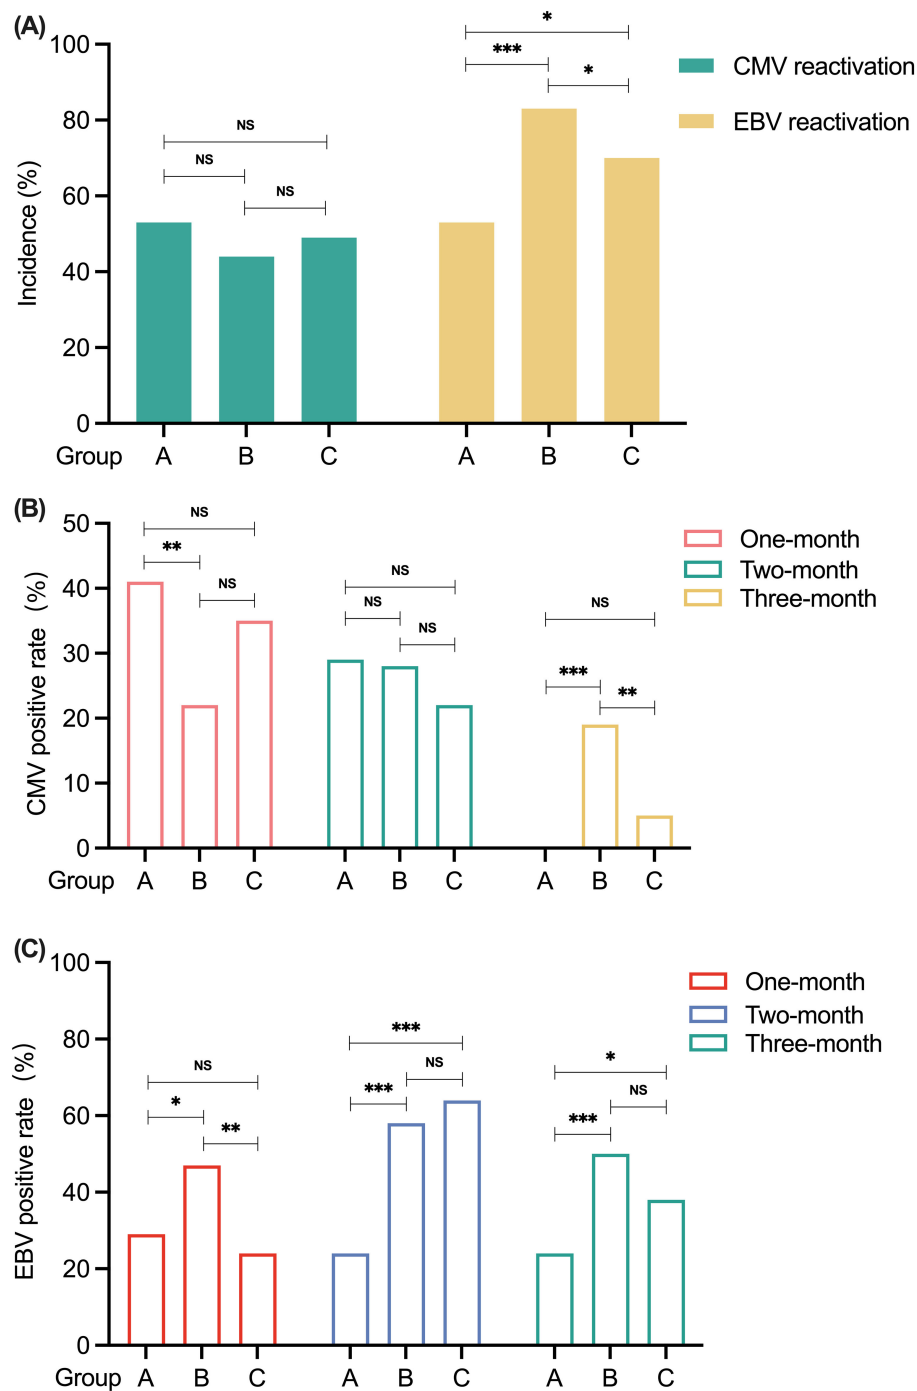 (A)
100
80
60
40
20
0
Incidence (%)
NS
NS
NS
*
***
*
CMV reactivation
EBV reactivation
Group A B C A B C
(B)
50
40
30
20
10
0
CMV positive rate (%)
NS
**
NS
NS
NS
NS
NS
***
**
One-month
Two-month
Three-month
Group A B C A B C A B C
(C)
100
80
60
40
20
0
EBV positive rate (%)
NS
*
**
***
NS
***
*
NS
***
One-month
Two-month
Three-month
Group A B C A B C A B C